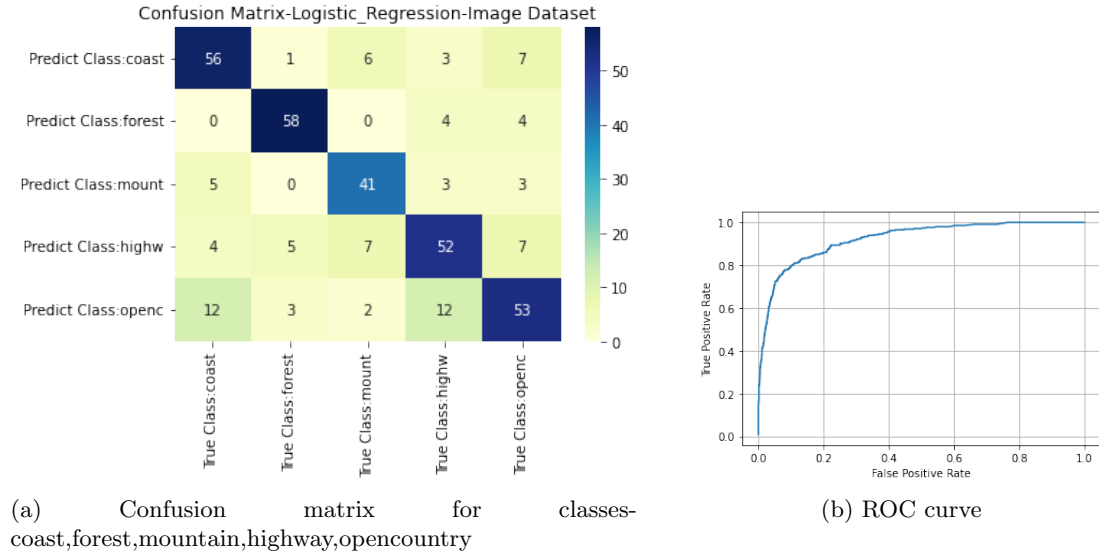 Confusion Matrix-Logistic_Regression-Image Dataset
Predict Class:coast
56 1 6 3 7
Predict Class:forest
0 58 0 4 4
Predict Class:mount
5 0 41 3 3
Predict Class:highw
4 5 7 52 7
Predict Class:openc
12 3 2 12 53
True Class:coast
True Class:forest
True Class:mount
True Class:highw
True Class:openc
50
40
30
20
10
0
(a) Confusion matrix for classes-
coast,forest,mountain,highway,opencountry
True Positive Rate
1.0
0.8
0.6
0.4
0.2
0.0
0.0 0.2 0.4 0.6 0.8 1.0
False Positive Rate
(b) ROC curve